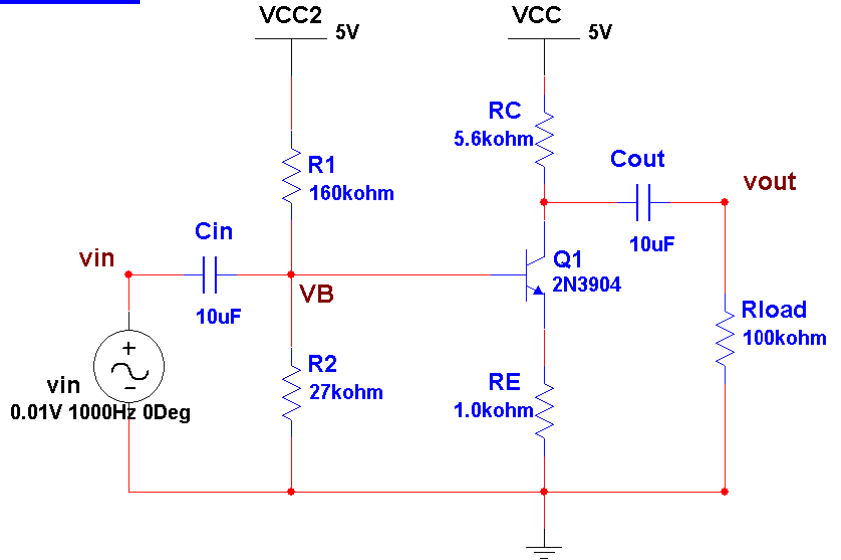 VCC2
5V
VCC
5V
RC
5.6kohm
R1
160kohm
Cout
10uF
vout
Cin
10uF
vin
VB
Q1
2N3904
Rload
100kohm
+
−
vin
0.01V 1000Hz 0Deg
R2
27kohm
RE
1.0kohm